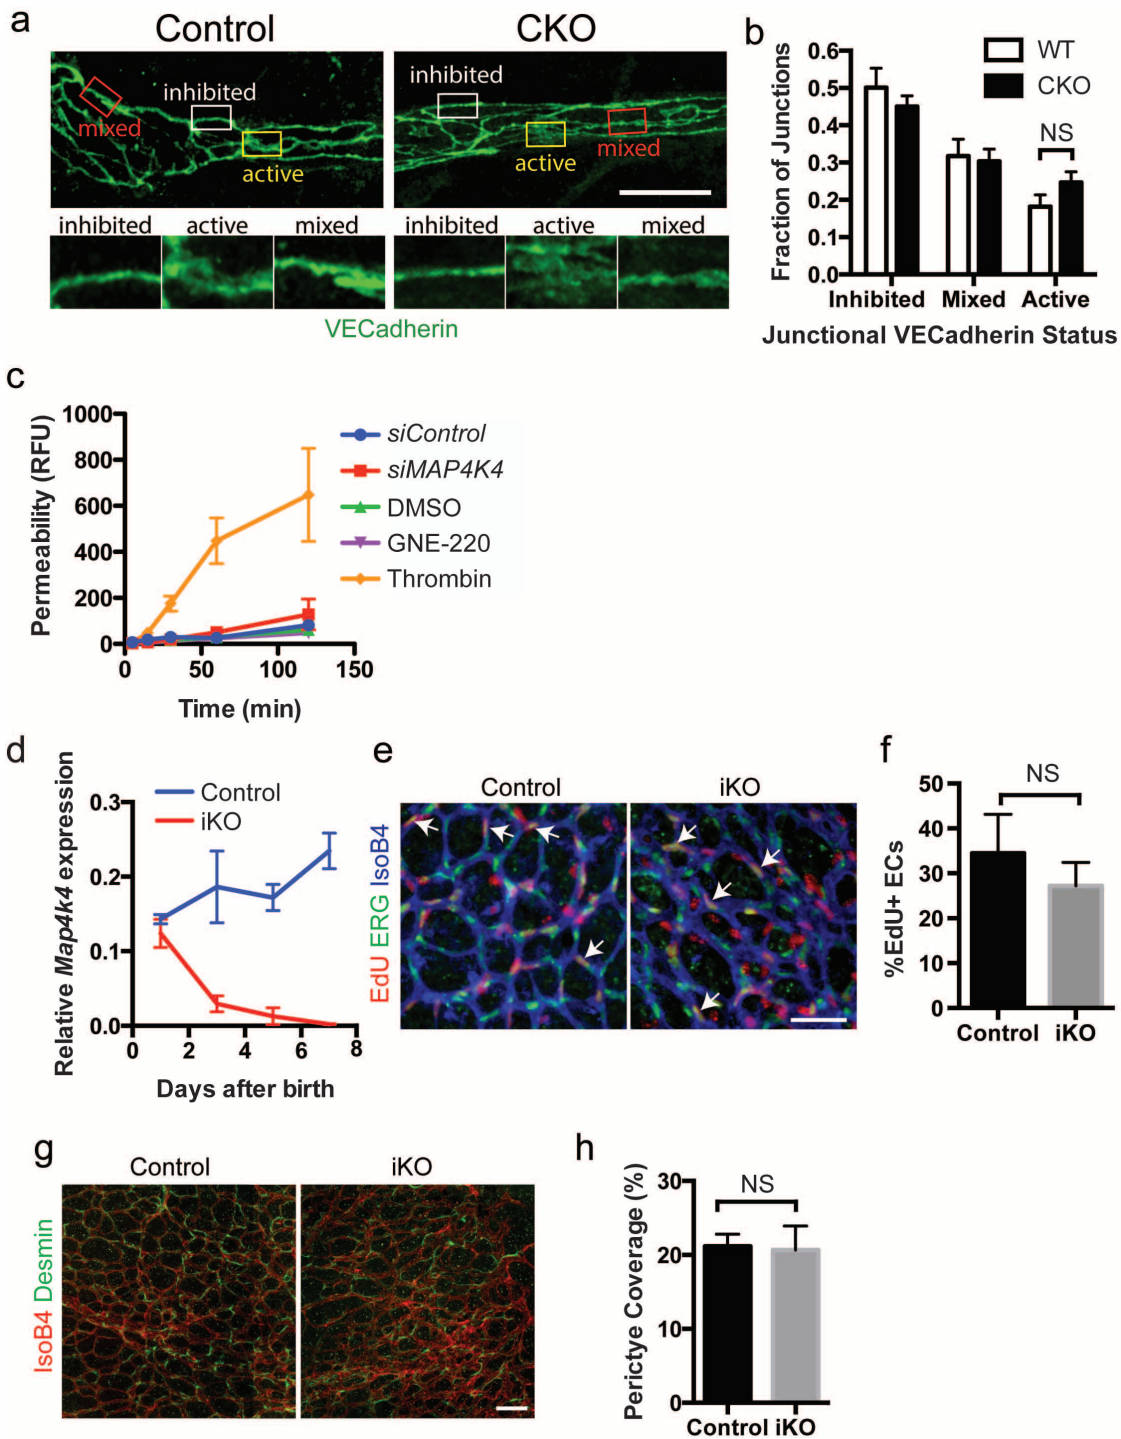 a
Control
CKO
inhibited
mixed
active
inhibited
active
mixed
inhibited
active
mixed
inhibited
active
mixed
VECadherin
b
Fraction of Junctions
0.6
0.5
0.4
0.3
0.2
0.1
0.0
WT
CKO
NS
Inhibited
Mixed
Active
Junctional VECadherin Status
c
Permeability (RFU)
1000
800
600
400
200
0
0
50
100
150
Time (min)
siControl
siMAP4K4
DMSO
GNE-220
Thrombin
d
Relative Map4k4 expression
0.3
0.2
0.1
0.0
0
2
4
6
8
Days after birth
Control
iKO
e
Control
iKO
EdU ERG IsoB4
f
%EdU+ ECs
50
40
30
20
10
0
NS
Control
iKO
g
Control
iKO
IsoB4 Desmin
h
Perictye Coverage (%)
30
20
10
0
NS
Control iKO